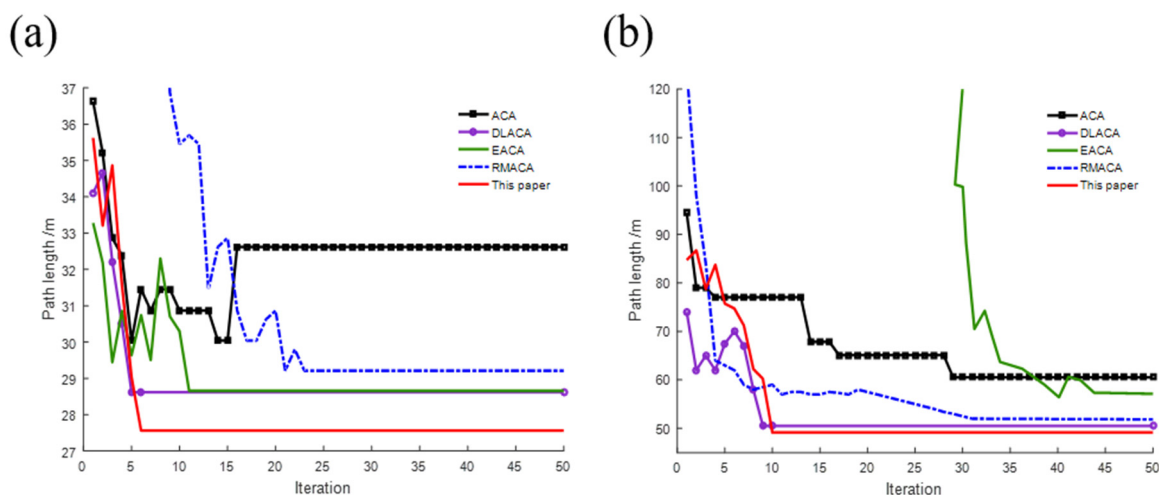 (a)
37
36
35
34
33
32
31
30
29
28
27
Path length /m
0 5 10 15 20 25 30 35 40 45 50
Iteration
ACA
DLACA
EACA
RMACA
This paper
(b)
120
110
100
90
80
70
60
50
Path length /m
0 5 10 15 20 25 30 35 40 45 50
Iteration
ACA
DLACA
EACA
RMACA
This paper